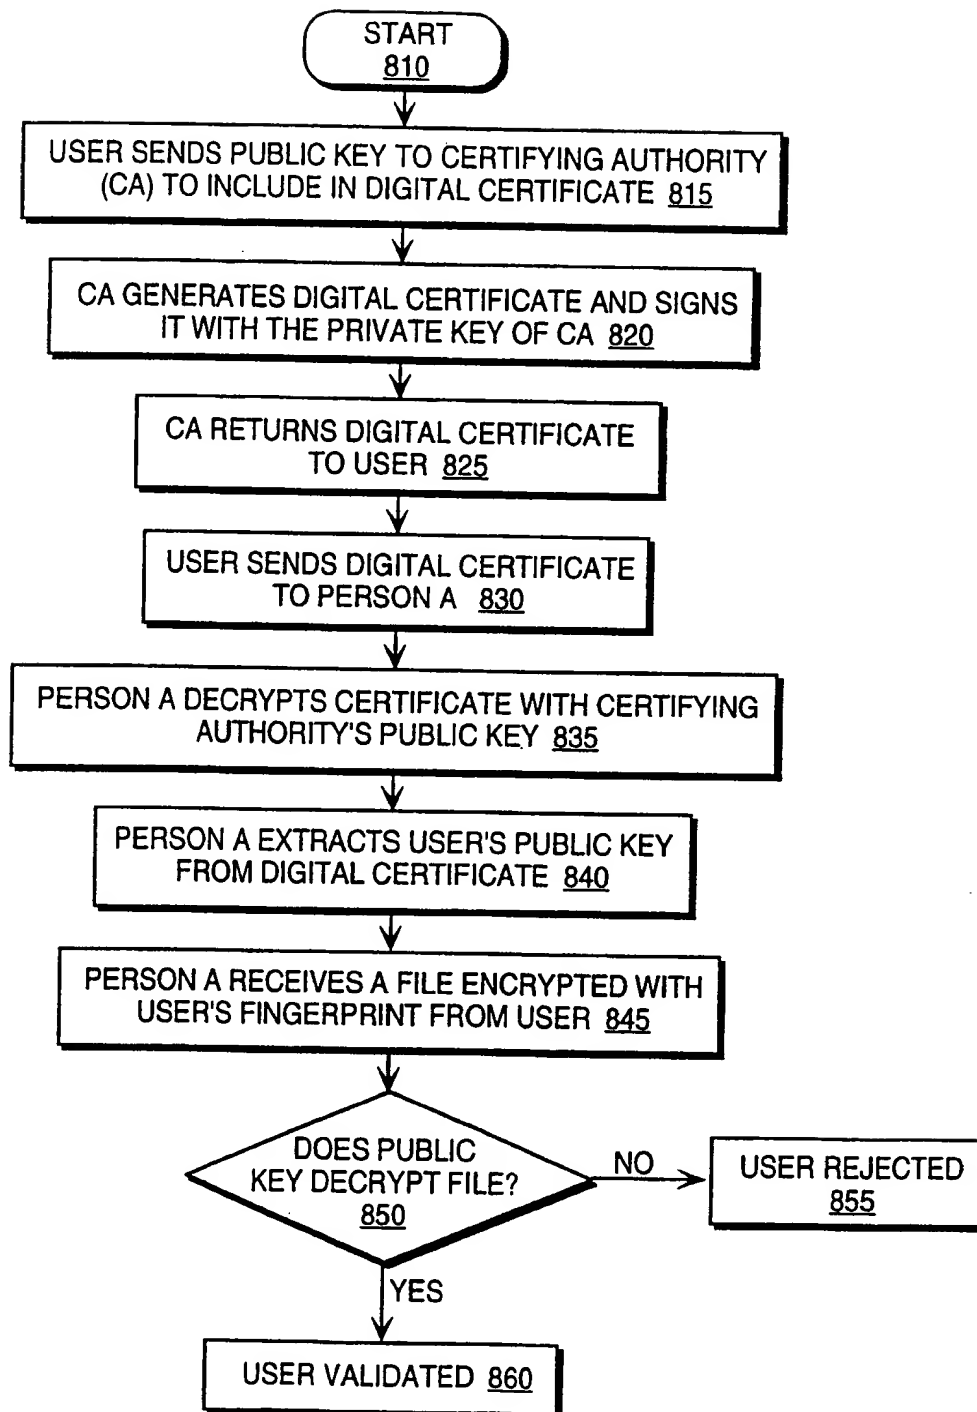 START
810
USER SENDS PUBLIC KEY TO CERTIFYING AUTHORITY
(CA) TO INCLUDE IN DIGITAL CERTIFICATE 815
CA GENERATES DIGITAL CERTIFICATE AND SIGNS
IT WITH THE PRIVATE KEY OF CA 820
CA RETURNS DIGITAL CERTIFICATE
TO USER 825
USER SENDS DIGITAL CERTIFICATE
TO PERSON A 830
PERSON A DECRYPTS CERTIFICATE WITH CERTIFYING
AUTHORITY'S PUBLIC KEY 835
PERSON A EXTRACTS USER'S PUBLIC KEY
FROM DIGITAL CERTIFICATE 840
PERSON A RECEIVES A FILE ENCRYPTED WITH
USER'S FINGERPRINT FROM USER 845
DOES PUBLIC
KEY DECRYPT FILE?
850
NO
USER REJECTED
855
YES
USER VALIDATED 860